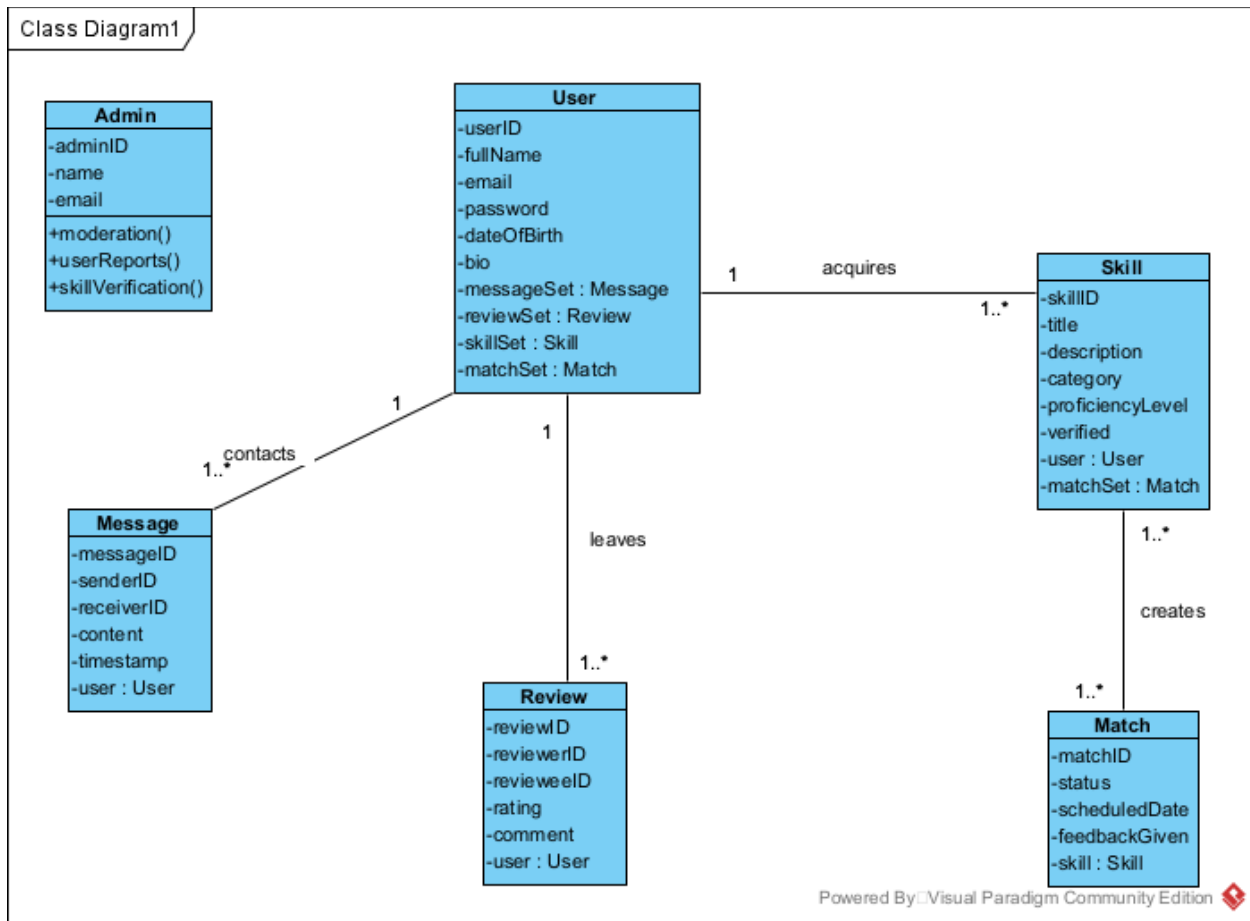 Class Diagram1
Admin
-adminID
-name
-email
+moderation()
+userReports()
+skillVerification()
User
-userID
-fullName
-email
-password
-dateOfBirth
-bio
-messageSet : Message
-reviewSet : Review
-skillSet : Skill
-matchSet : Match
1
acquires
1..*
Skill
-skillID
-title
-description
-category
-proficiencyLevel
-verified
-user : User
-matchSet : Match
1
contacts
1..*
Message
-messageID
-senderID
-receiverID
-content
-timestamp
-user : User
1
leaves
1..*
Review
-reviewID
-reviewerID
-revieweeID
-rating
-comment
-user : User
1..*
creates
1..*
Match
-matchID
-status
-scheduledDate
-feedbackGiven
-skill : Skill
Powered By□Visual Paradigm Community Edition